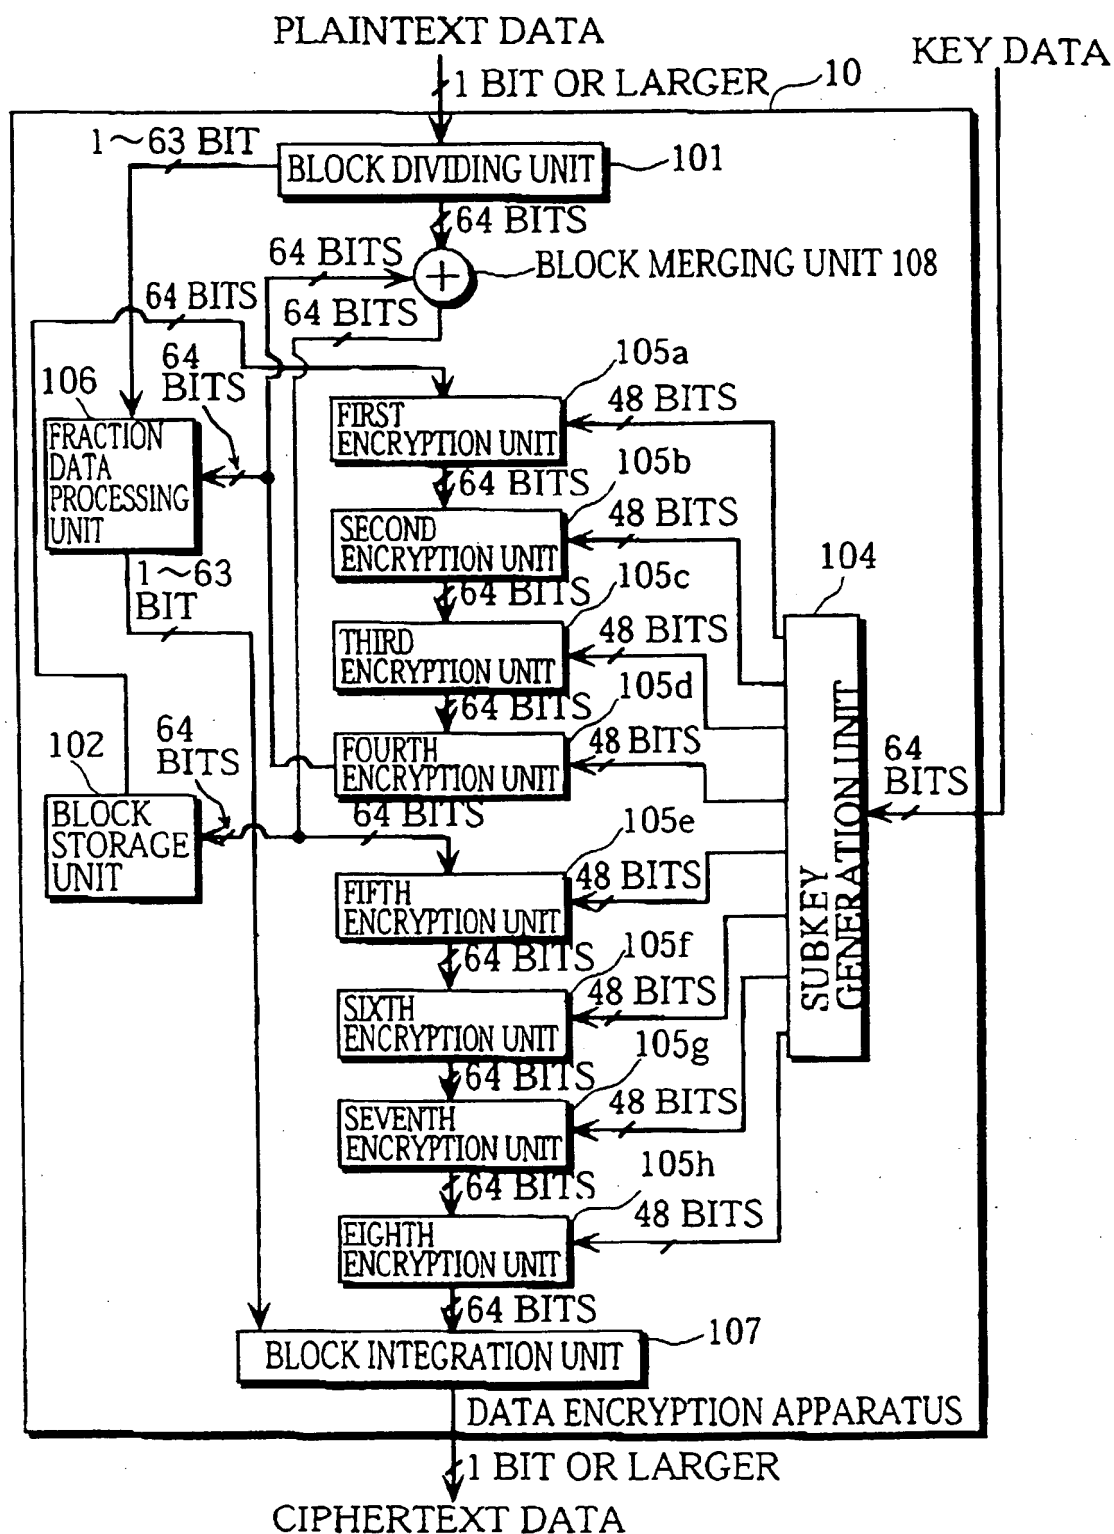 PLAINTEXT DATA
KEY DATA
1 BIT OR LARGER
10
1~63 BIT
BLOCK DIVIDING UNIT
101
64 BITS
64 BITS
BLOCK MERGING UNIT 108
64 BITS
64 BITS
64
BITS
106
FRACTION
DATA
PROCESSING
UNIT
105a
48 BITS
FIRST
ENCRYPTION UNIT
64 BITS
105b
48 BITS
SECOND
ENCRYPTION UNIT
64 BITS
1~63
BIT
105c
48 BITS
104
THIRD
ENCRYPTION UNIT
64 BITS
105d
48 BITS
FOURTH
ENCRYPTION UNIT
64 BITS
SUBKEY
GENERATION UNIT
64
BITS
102
64
BITS
BLOCK
STORAGE
UNIT
105e
48 BITS
FIFTH
ENCRYPTION UNIT
64 BITS
105f
48 BITS
SIXTH
ENCRYPTION UNIT
64 BITS
105g
48 BITS
SEVENTH
ENCRYPTION UNIT
64 BITS
105h
48 BITS
EIGHTH
ENCRYPTION UNIT
64 BITS
BLOCK INTEGRATION UNIT
107
DATA ENCRYPTION APPARATUS
1 BIT OR LARGER
CIPHERTEXT DATA